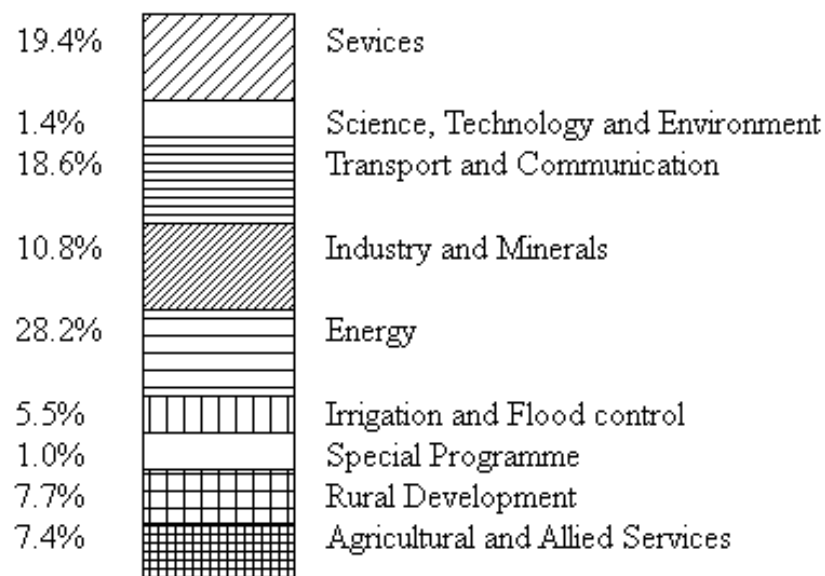 19.4% Sevices
1.4% Science, Technology and Environment
18.6% Transport and Communication
10.8% Industry and Minerals
28.2% Energy
5.5% Irrigation and Flood control
1.0% Special Programme
7.7% Rural Development
7.4% Agricultural and Allied Services